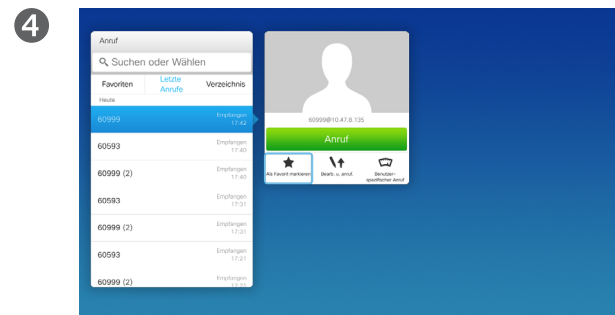 4
Anruf
Suchen oder Wählen
Favoriten
Letzte
Anrufe
Verzeichnis
Heute
60999
Empfangen
17:42
60593
Empfangen
17:40
60999 (2)
Empfangen
17:40
60593
Empfangen
17:31
60999 (2)
Empfangen
17:31
60593
Empfangen
17:21
60999 (2)
Empfangen
17:21
60999@10.47.8.135
Anruf
Als Favorit markieren
Bearb. u. anruf.
Benutzer-
spezifischer Anruf